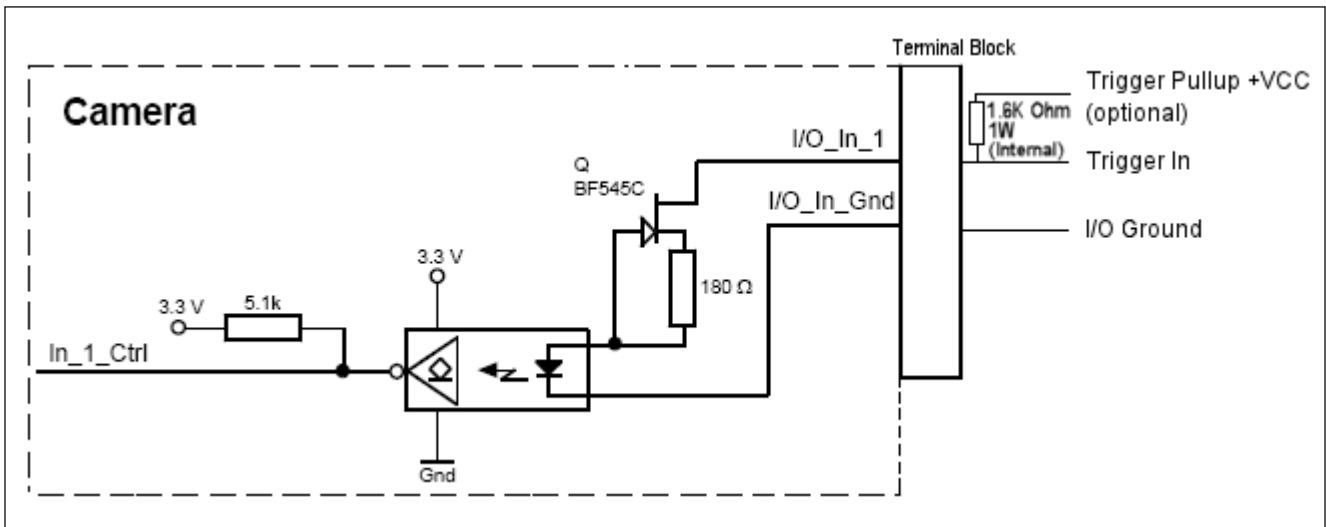 Terminal Block
Camera
Trigger Pullup +VCC
(optional)
1.6K Ohm
1W
(Internal)
I/O_In_1
Trigger In
Q
BF545C
I/O_In_Gnd
I/O Ground
3.3 V
180 Ω
3.3 V
5.1k
In_1_Ctrl
Gnd